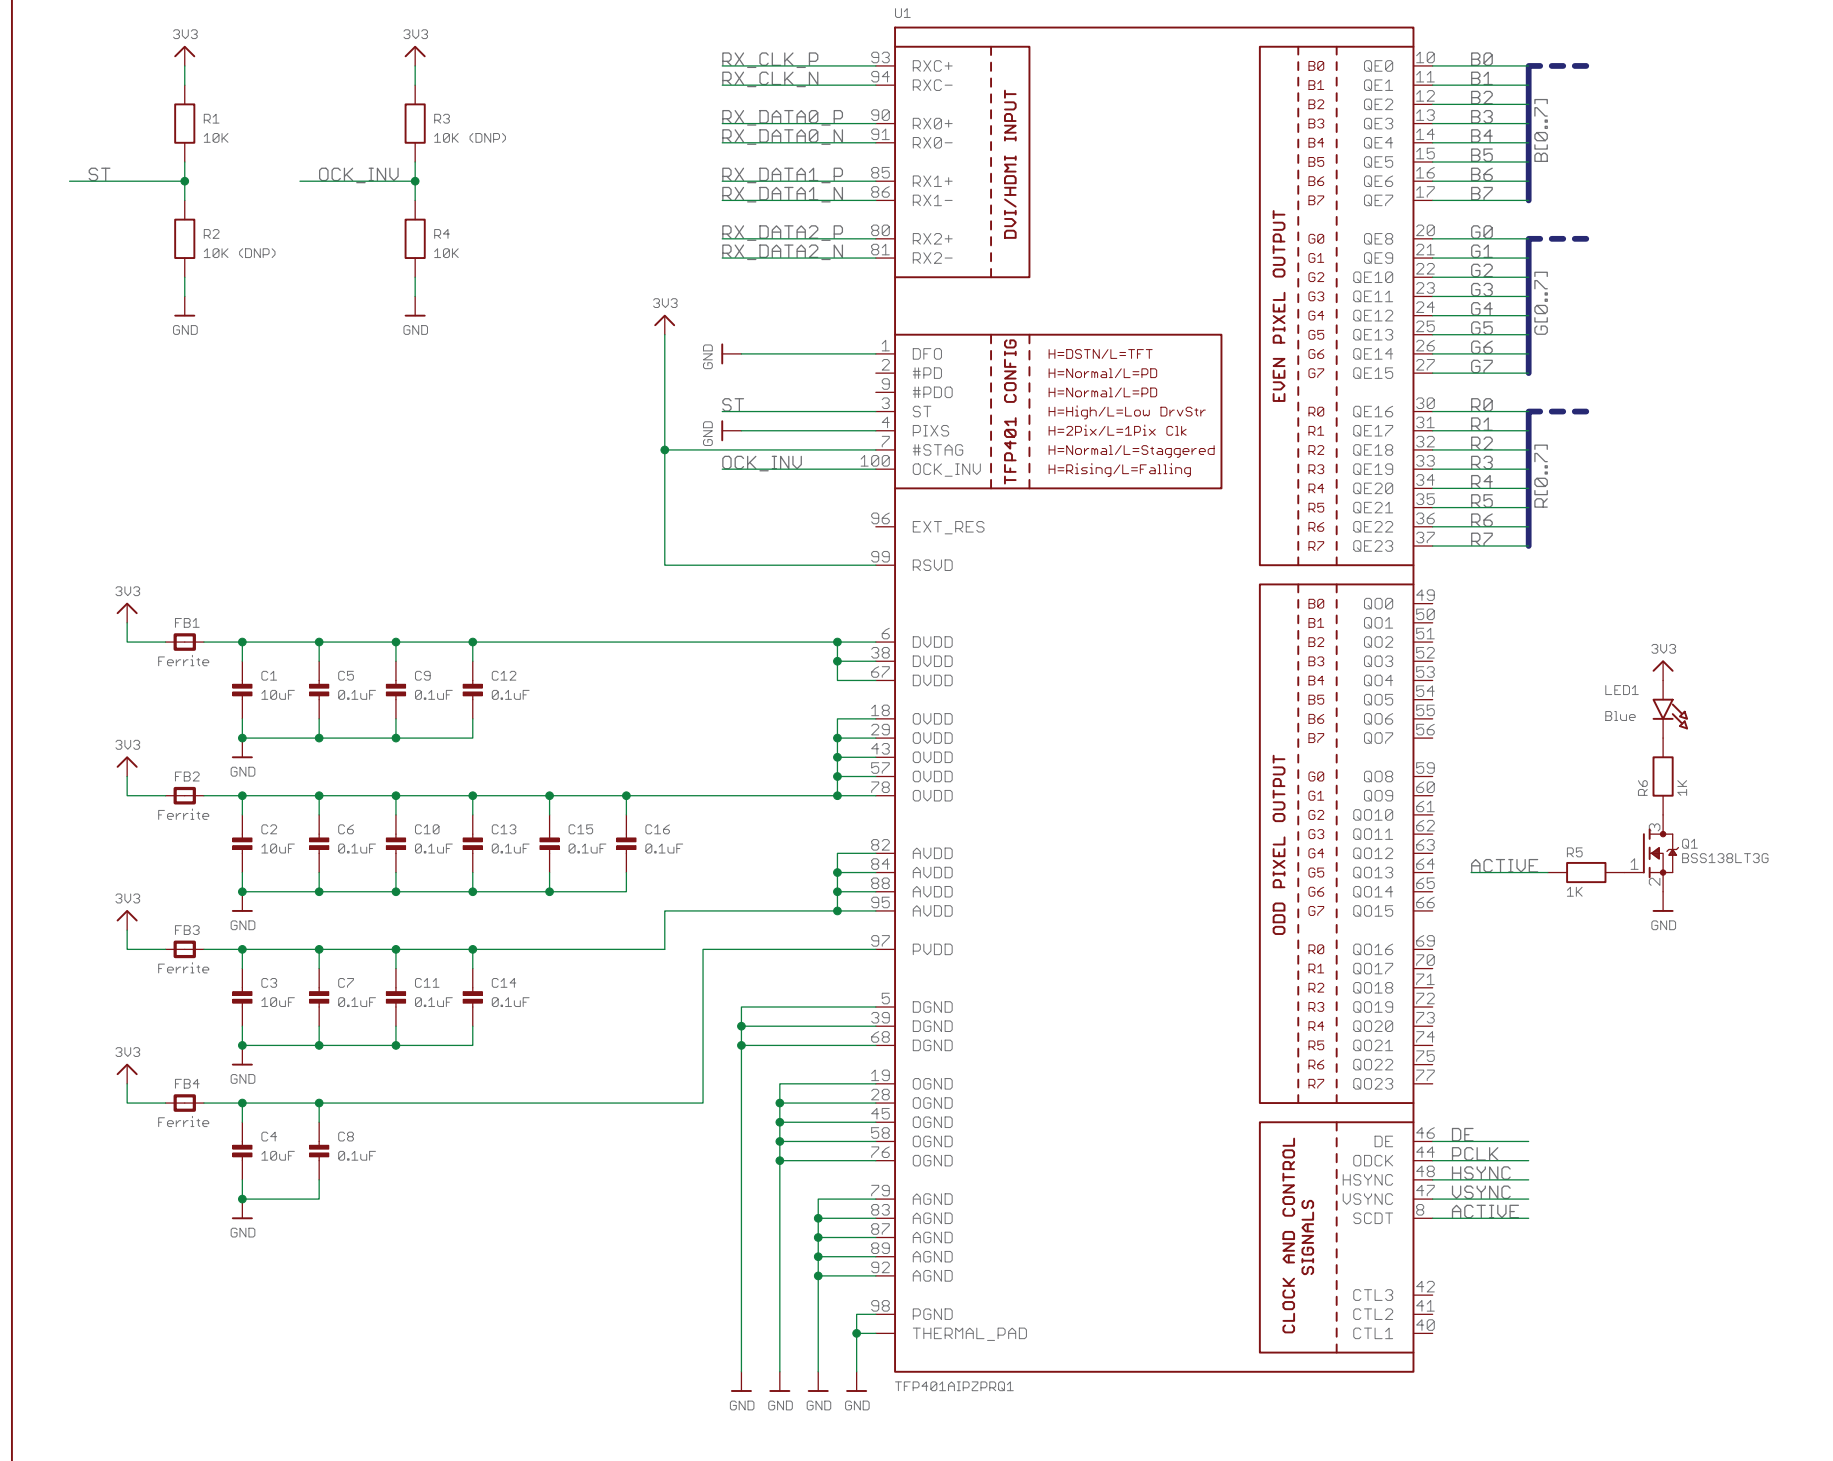 U1
3V3
R1
10K
ST
R2
10K (DNP)
GND
3V3
R3
10K (DNP)
OCK_INV
R4
10K
GND
RX_CLK_P 93 RXC+
RX_CLK_N 94 RXC-
RX_DATA0_P 90 RX0+
RX_DATA0_N 91 RX0-
RX_DATA1_P 85 RX1+
RX_DATA1_N 86 RX1-
RX_DATA2_P 80 RX2+
RX_DATA2_N 81 RX2-
DVI/HDMI INPUT
3V3
GND 1 DFO H=DSTN/L=TFT
2 #PD H=Normal/L=PD
9 #PDO H=Normal/L=PD
ST 3 ST H=High/L=Low DrvStr
GND 4 PIXS H=2Pix/L=1Pix Clk
7 #STAG H=Normal/L=Staggered
OCK_INV 100 OCK_INV H=Rising/L=Falling
TFP401 CONFIG
96 EXT_RES
99 RSVD
3V3
FB1
Ferrite
C1
10uF
C5
0.1uF
C9
0.1uF
C12
0.1uF
GND
6 DVDD
38 DVDD
67 DVDD
3V3
FB2
Ferrite
C2
10uF
C6
0.1uF
C10
0.1uF
C13
0.1uF
C15
0.1uF
C16
0.1uF
GND
18 OVDD
29 OVDD
43 OVDD
57 OVDD
78 OVDD
3V3
FB3
Ferrite
C3
10uF
C7
0.1uF
C11
0.1uF
C14
0.1uF
GND
82 AVDD
84 AVDD
88 AVDD
95 AVDD
97 PVDD
3V3
FB4
Ferrite
C4
10uF
C8
0.1uF
GND
5 DGND
39 DGND
68 DGND
19 OGND
28 OGND
45 OGND
58 OGND
76 OGND
79 AGND
83 AGND
87 AGND
89 AGND
92 AGND
98 PGND
THERMAL_PAD
GND GND GND GND
TFP401AIPZPRQ1
EVEN PIXEL OUTPUT
B0 QE0 10 B0
B1 QE1 11 B1
B2 QE2 12 B2
B3 QE3 13 B3
B4 QE4 14 B4
B5 QE5 15 B5
B6 QE6 16 B6
B7 QE7 17 B7
B[0..7]
G0 QE8 20 G0
G1 QE9 21 G1
G2 QE10 22 G2
G3 QE11 23 G3
G4 QE12 24 G4
G5 QE13 25 G5
G6 QE14 26 G6
G7 QE15 27 G7
G[0..7]
R0 QE16 30 R0
R1 QE17 31 R1
R2 QE18 32 R2
R3 QE19 33 R3
R4 QE20 34 R4
R5 QE21 35 R5
R6 QE22 36 R6
R7 QE23 37 R7
R[0..7]
ODD PIXEL OUTPUT
B0 QO0 49
B1 QO1 50
B2 QO2 51
B3 QO3 52
B4 QO4 53
B5 QO5 54
B6 QO6 55
B7 QO7 56
G0 QO8 59
G1 QO9 60
G2 QO10 61
G3 QO11 62
G4 QO12 63
G5 QO13 64
G6 QO14 65
G7 QO15 66
R0 QO16 69
R1 QO17 70
R2 QO18 71
R3 QO19 72
R4 QO20 73
R5 QO21 74
R6 QO22 75
R7 QO23 77
CLOCK AND CONTROL
SIGNALS
DE 46 DE
ODCK 44 PCLK
HSYNC 48 HSYNC
VSYNC 47 VSYNC
SCDT 8 ACTIVE
CTL3 42
CTL2 41
CTL1 40
3V3
LED1
Blue
R6
1K
3
Q1
BSS138LT3G
1
2
ACTIVE
R5
1K
GND